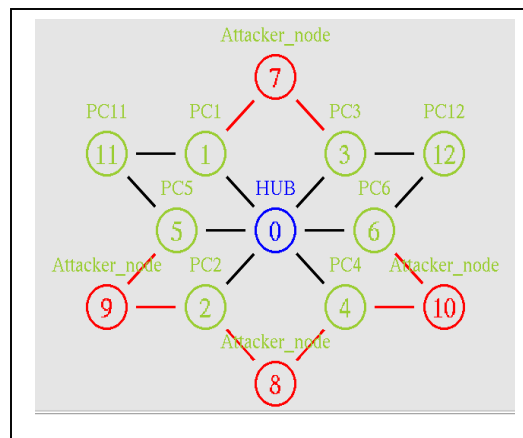 Attacker_node
7
PC11 PC1 PC3 PC12
11 1 3 12
PC5 HUB PC6
5 0 6
Attacker_node PC2 PC4 Attacker_node
9 2 4 10
Attacker_node
8